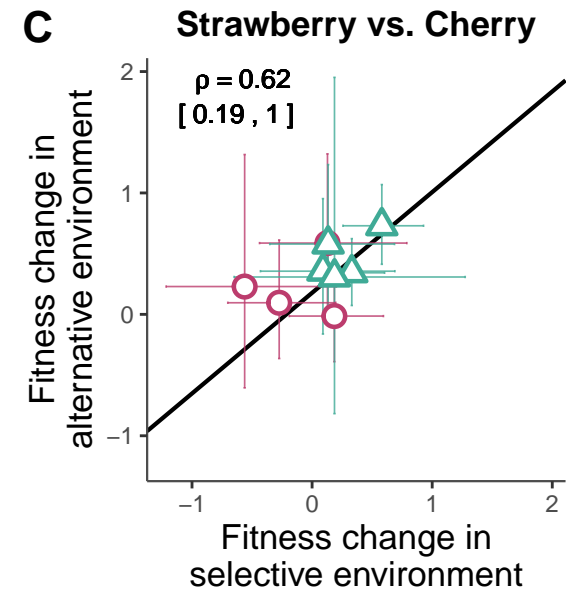 C
Strawberry vs. Cherry
ρ = 0.62
[ 0.19 , 1 ]
Fitness change in
alternative environment
2
1
0
−1
−1 0 1 2
Fitness change in
selective environment